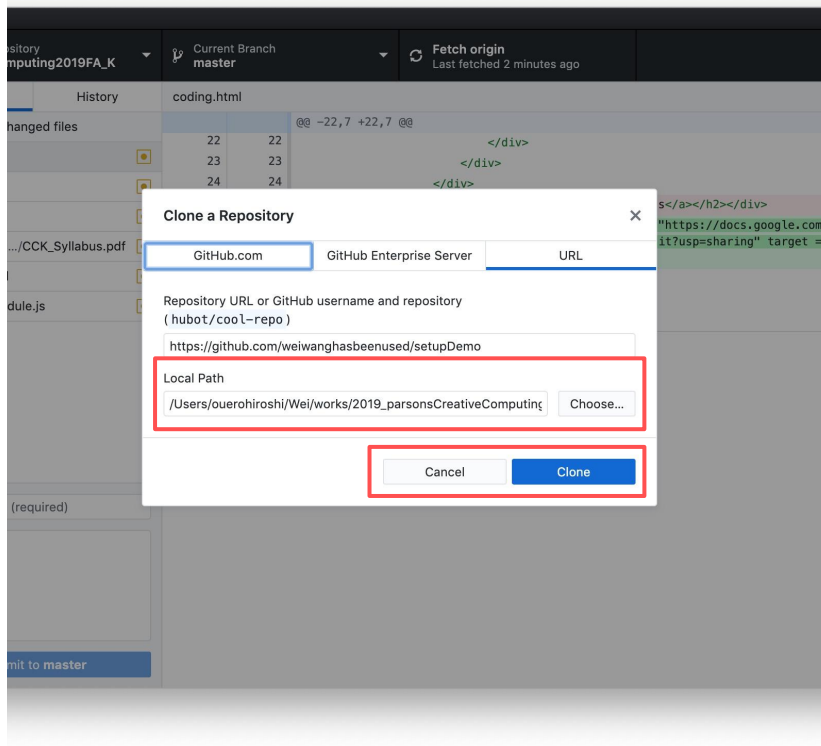 ository
mputing2019FA_K
Current Branch
master
Fetch origin
Last fetched 2 minutes ago
History
coding.html
hanged files
@@ -22,7 +22,7 @@
22 22 </div>
23 23 </div>
24 24 </div>
s</a></h2></div>
"https://docs.google.com
it?usp=sharing" target =
.../CCK_Syllabus.pdf
dule.js
Clone a Repository
GitHub.com
GitHub Enterprise Server
URL
Repository URL or GitHub username and repository
(hubot/cool-repo)
https://github.com/weiwanghasbeenused/setupDemo
Local Path
/Users/ouerohiroshi/Wei/works/2019_parsonsCreativeComputing
Choose...
Cancel
Clone
(required)
mit to master